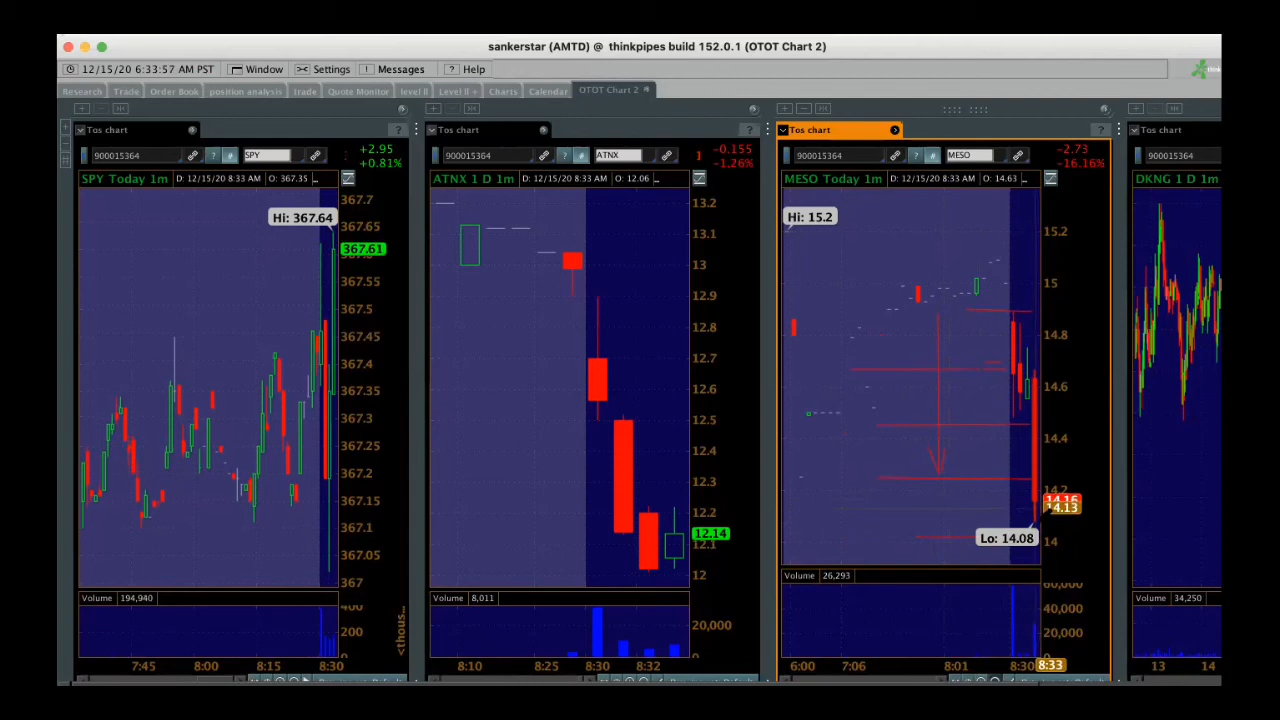 sankerstar (AMTD) @ thinkpipes build 152.0.1 (OTOT Chart 2)
12/15/20 6:33:57 AM PST Window Settings ! Messages ? Help think
Research Trade Order Book position analysis trade Quote Monitor level II Level II + Charts Calendar OTOT Chart 2
Tos chart ?
900015364 ? # SPY
+2.95
+0.81%
SPY Today 1m D: 12/15/20 8:33 AM O: 367.35 ...
Hi: 367.64
367.7
367.65
367.61
367.55
367.5
367.45
367.4
367.35
367.3
367.25
367.2
367.15
367.1
367.05
367
Volume 194,940
400
200
<thous...
7:45 8:00 8:15 8:30
Tos chart ?
900015364 ? # ATNX
1 -0.155
-1.26%
ATNX 1 D 1m D: 12/15/20 8:33 AM O: 12.06 ...
13.2
13.1
13
12.9
12.8
12.7
12.6
12.5
12.4
12.3
12.2
12.14
12.1
12
Volume 8,011
20,000
8:10 8:25 8:30 8:32
Tos chart ?
900015364 ? # MESO
-2.73
-16.16%
MESO Today 1m D: 12/15/20 8:33 AM O: 14.63 ...
Hi: 15.2
15.2
15
14.8
14.6
14.4
14.2
14.16
14.13
Lo: 14.08
14
Volume 26,293
60,000
40,000
20,000
6:00 7:06 8:01 8:30 8:33
Tos chart
900015364
DKNG 1
Volume 34,250
13 14